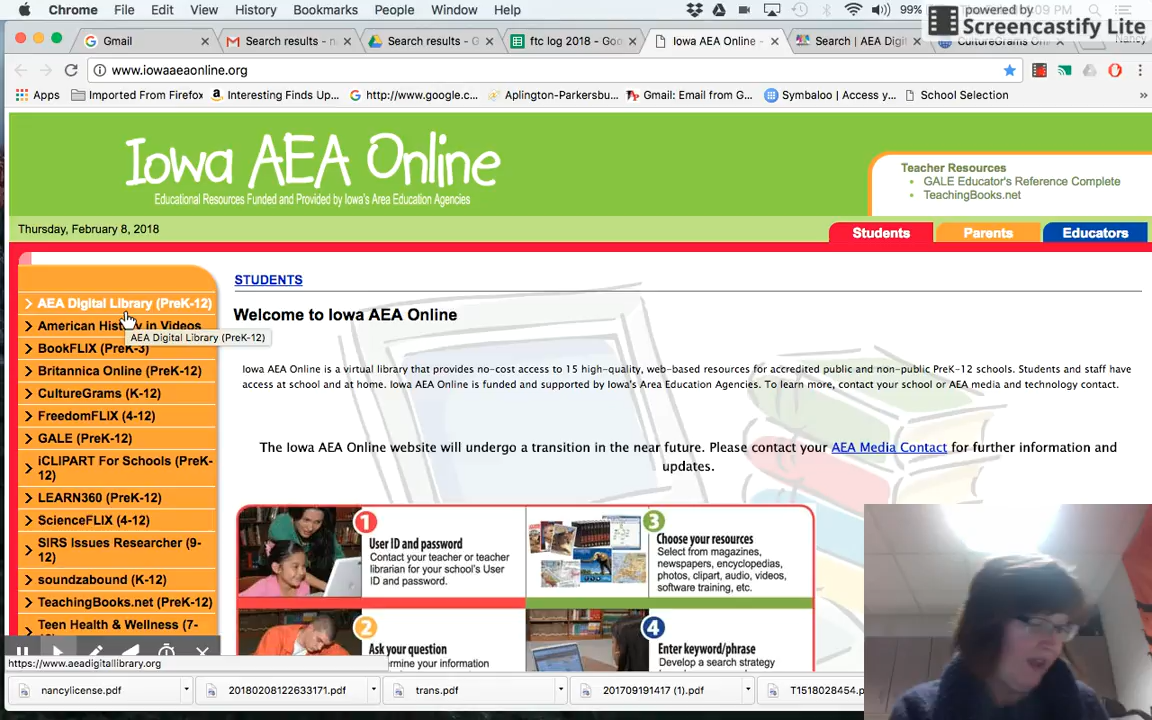 Chrome File Edit View History Bookmarks People Window Help 99%
powered by
Screencastify Lite
Gmail
Search results - n
Search results - G
ftc log 2018 - Goo
Iowa AEA Online -
Search | AEA Digi
CultureGrams Onl
Nancy
www.iowaaeaonline.org
Apps Imported From Firefox Interesting Finds Up... http://www.google.c... Aplington-Parkersbu... Gmail: Email from G... Symbaloo | Access y... School Selection »
Iowa AEA Online
Educational Resources Funded and Provided by Iowa's Area Education Agencies
Teacher Resources
• GALE Educator's Reference Complete
• TeachingBooks.net
Thursday, February 8, 2018
Students Parents Educators
AEA Digital Library (PreK-12)
American History in Videos
AEA Digital Library (PreK-12)
BookFLIX (PreK-3)
Britannica Online (PreK-12)
CultureGrams (K-12)
FreedomFLIX (4-12)
GALE (PreK-12)
iCLIPART For Schools (PreK-
12)
LEARN360 (PreK-12)
ScienceFLIX (4-12)
SIRS Issues Researcher (9-
12)
soundzabound (K-12)
TeachingBooks.net (PreK-12)
Teen Health & Wellness (7-
STUDENTS
Welcome to Iowa AEA Online
Iowa AEA Online is a virtual library that provides no-cost access to 15 high-quality, web-based resources for accredited public and non-public PreK-12 schools. Students and staff have
access at school and at home. Iowa AEA Online is funded and supported by Iowa's Area Education Agencies. To learn more, contact your school or AEA media and technology contact.
The Iowa AEA Online website will undergo a transition in the near future. Please contact your AEA Media Contact for further information and
updates.
1
User ID and password
Contact your teacher or teacher
librarian for your school's User
ID and password.
3
Choose your resources
Select from magazines,
newspapers, encyclopedias,
photos, clipart, audio, videos,
software training, etc.
2
Ask your question
ermine your information
4
Enter keyword/phrase
Develop a search strategy
https://www.aeadigitallibrary.org
nancylicense.pdf
20180208122633171.pdf
trans.pdf
201709191417 (1).pdf
T1518028454.p